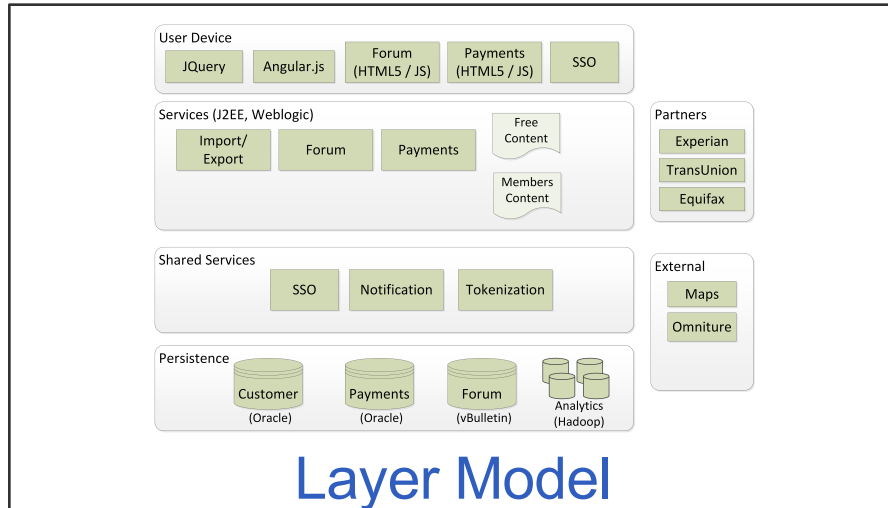 User Device
JQuery
Angular.js
Forum
(HTML5 / JS)
Payments
(HTML5 / JS)
SSO
Services (J2EE, Weblogic)
Import/
Export
Forum
Payments
Free
Content
Members
Content
Partners
Experian
TransUnion
Equifax
Shared Services
SSO
Notification
Tokenization
External
Maps
Omniture
Persistence
Customer
(Oracle)
Payments
(Oracle)
Forum
(vBulletin)
Analytics
(Hadoop)
Layer Model